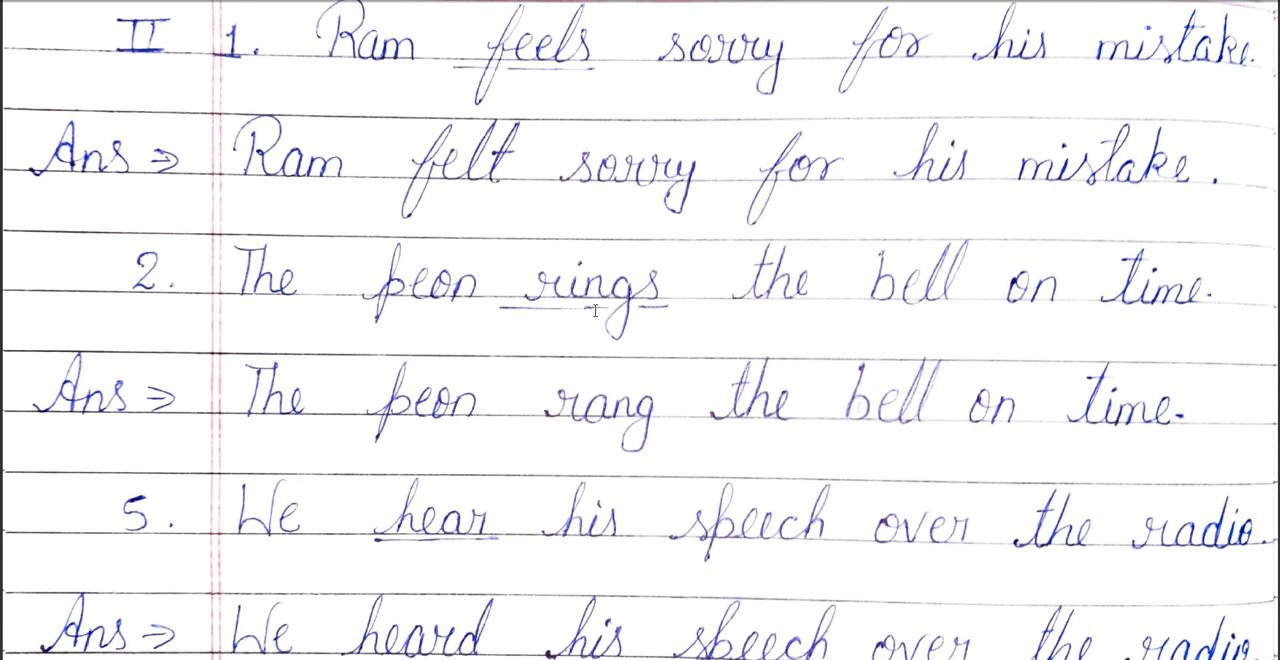 II 1. Ram feels sorry for his mistake.
Ans ⇒ Ram felt sorry for his mistake.
2. The peon rings the bell on time.
Ans ⇒ The peon rang the bell on time.
5. We hear his speech over the radio.
Ans ⇒ We heard his speech over the radio.